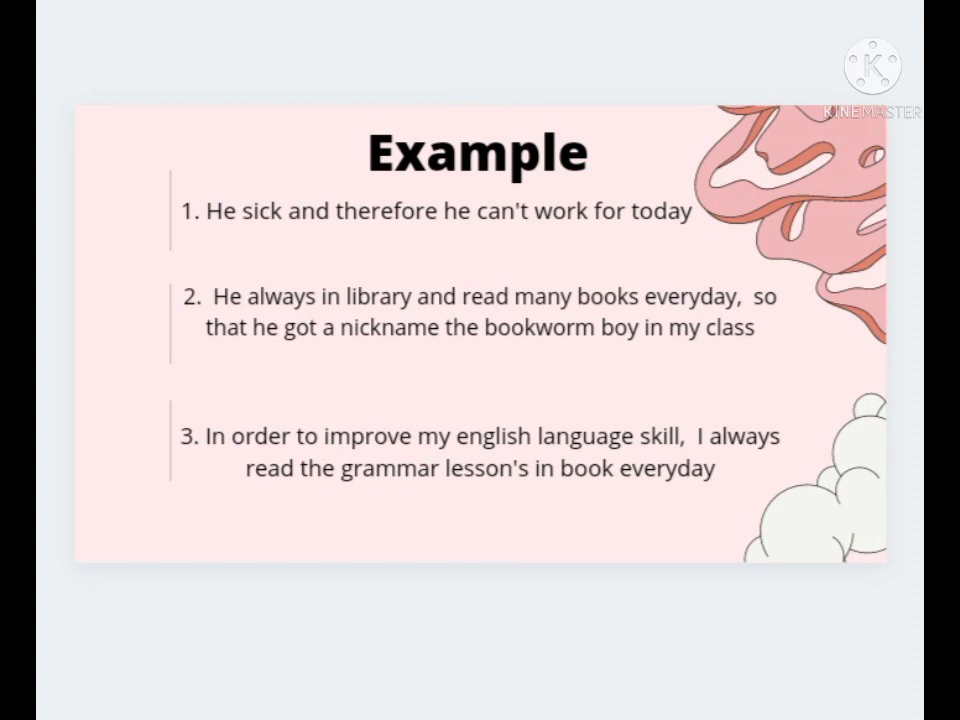 K
KINEMASTER
Example
1. He sick and therefore he can't work for today
2. He always in library and read many books everyday, so
that he got a nickname the bookworm boy in my class
3. In order to improve my english language skill, I always
read the grammar lesson's in book everyday